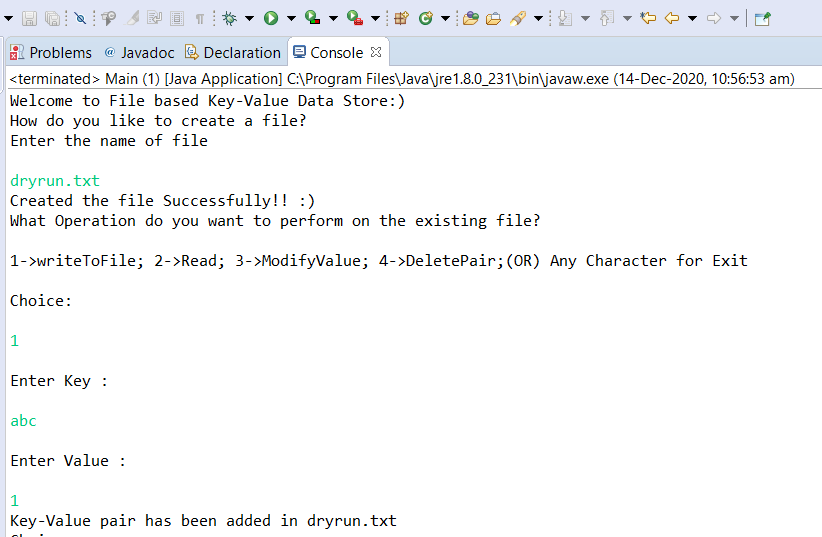 Problems @ Javadoc Declaration Console
<terminated> Main (1) [Java Application] C:\Program Files\Java\jre1.8.0_231\bin\javaw.exe (14-Dec-2020, 10:56:53 am)
Welcome to File based Key-Value Data Store:)
How do you like to create a file?
Enter the name of file
dryrun.txt
Created the file Successfully!! :)
What Operation do you want to perform on the existing file?
1->writeToFile; 2->Read; 3->ModifyValue; 4->DeletePair;(OR) Any Character for Exit
Choice:
1
Enter Key :
abc
Enter Value :
1
Key-Value pair has been added in dryrun.txt